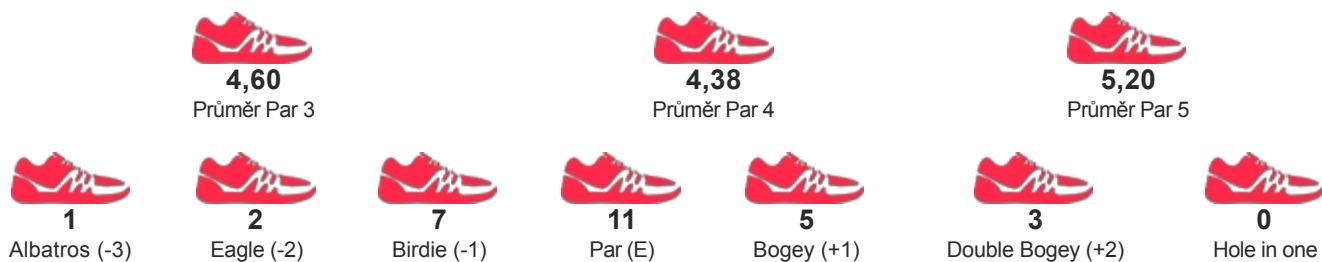 4,60 4,38 5,20
Průměr Par 3 Průměr Par 4 Průměr Par 5
1 2 7 11 5 3 0
Albatros (-3) Eagle (-2) Birdie (-1) Par (E) Bogey (+1) Double Bogey (+2) Hole in one